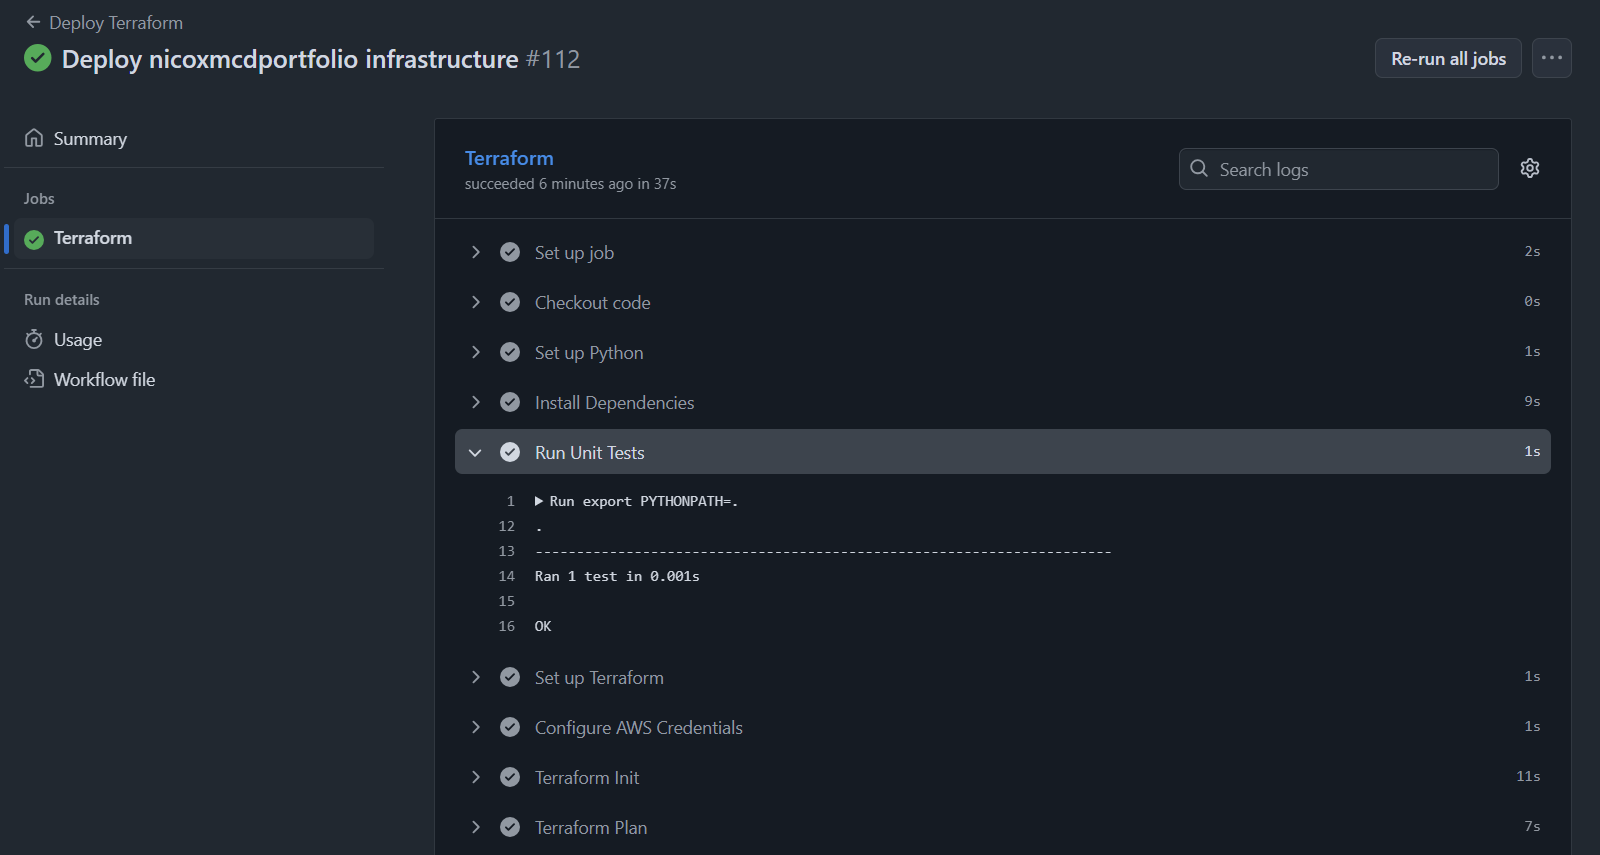 Deploy Terraform
Deploy nicoxmcdportfolio infrastructure #112
Re-run all jobs
Summary
Jobs
Terraform
Run details
Usage
Workflow file
Terraform
succeeded 6 minutes ago in 37s
Search logs
Set up job 2s
Checkout code 0s
Set up Python 1s
Install Dependencies 9s
Run Unit Tests 1s
1 Run export PYTHONPATH=.
12 .
13 ----------------------------------------------------------------------
14 Ran 1 test in 0.001s
15
16 OK
Set up Terraform 1s
Configure AWS Credentials 1s
Terraform Init 11s
Terraform Plan 7s